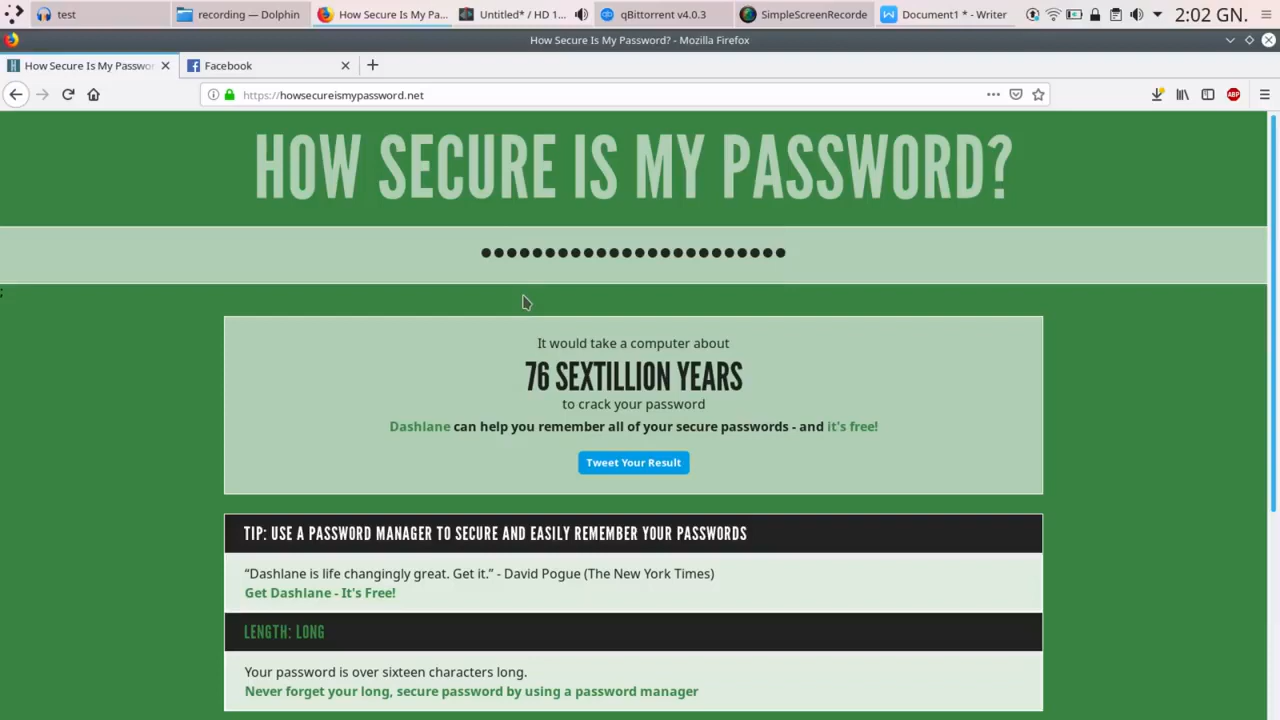 test
recording — Dolphin
How Secure Is My Pa...
Untitled* / HD 1...
qBittorrent v4.0.3
SimpleScreenRecorde
Document1 * - Writer
2:02 GN.
How Secure Is My Password? - Mozilla Firefox
How Secure Is My Passwor
Facebook
https://howsecureismypassword.net
ABP
HOW SECURE IS MY PASSWORD?
;
It would take a computer about
76 SEXTILLION YEARS
to crack your password
Dashlane can help you remember all of your secure passwords - and it's free!
Tweet Your Result
TIP: USE A PASSWORD MANAGER TO SECURE AND EASILY REMEMBER YOUR PASSWORDS
“Dashlane is life changingly great. Get it.” - David Pogue (The New York Times)
Get Dashlane - It's Free!
LENGTH: LONG
Your password is over sixteen characters long.
Never forget your long, secure password by using a password manager